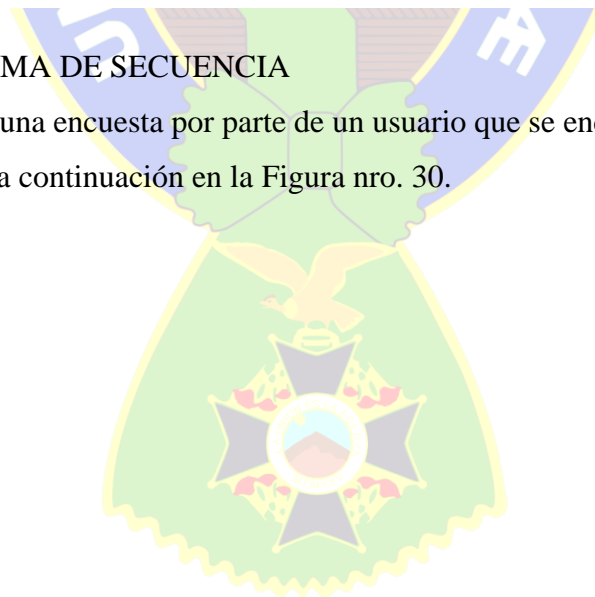 MA DE SECUENCIA
una encuesta por parte de un usuario que se en
a continuación en la Figura nro. 30.